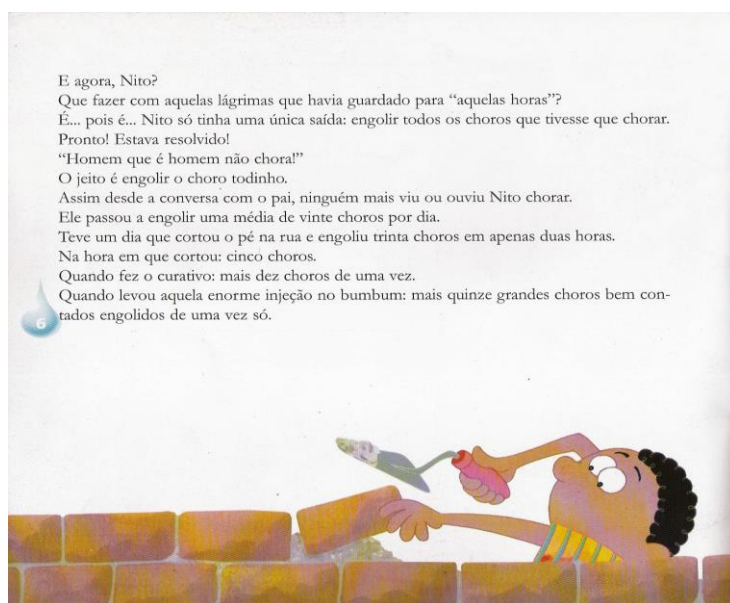 E agora, Nito?
Que fazer com aquelas lágrimas que havia guardado para “aquelas horas”?
É... pois é... Nito só tinha uma única saída: engolir todos os choros que tivesse que chorar.
Pronto! Estava resolvido!
“Homem que é homem não chora!”
O jeito é engolir o choro todinho.
Assim desde a conversa com o pai, ninguém mais viu ou ouviu Nito chorar.
Ele passou a engolir uma média de vinte choros por dia.
Teve um dia que cortou o pé na rua e engoliu trinta choros em apenas duas horas.
Na hora em que cortou: cinco choros.
Quando fez o curativo: mais dez choros de uma vez.
Quando levou aquela enorme injeção no bumbum: mais quinze grandes choros bem con-
tados engolidos de uma vez só.
6